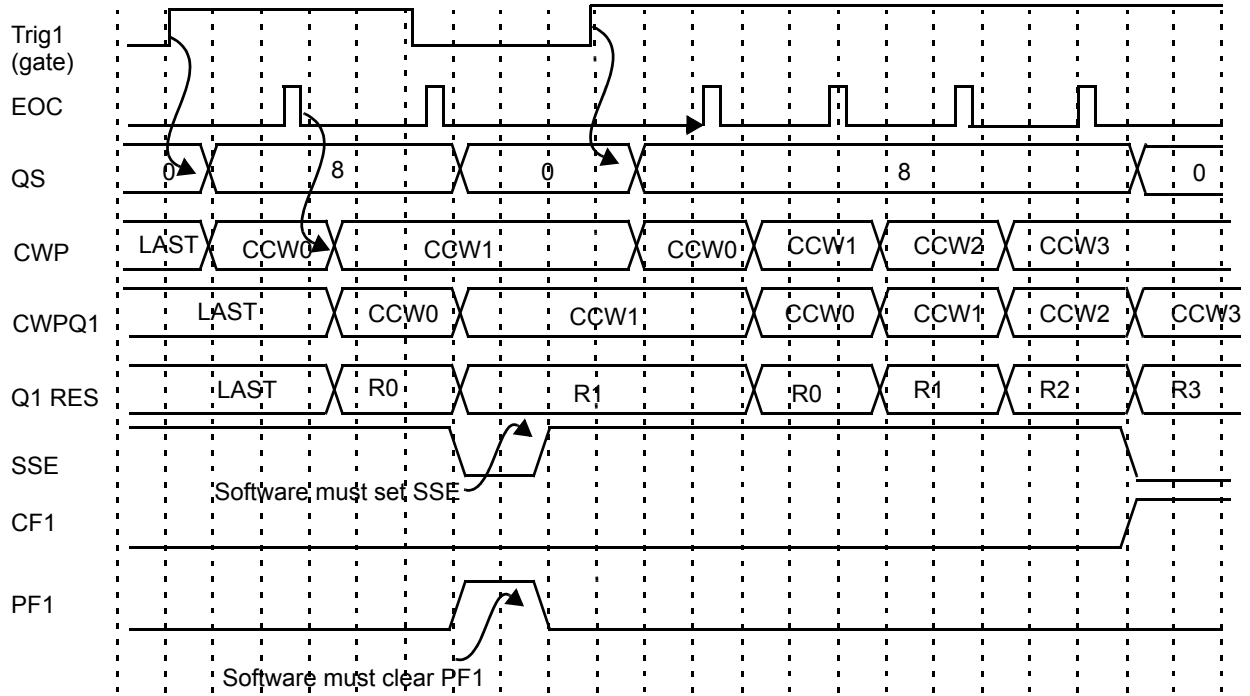 Trig1
(gate)
EOC
QS 0 8 0 8 0
CWP LAST CCW0 CCW1 CCW0 CCW1 CCW2 CCW3
CWPQ1 LAST CCW0 CCW1 CCW0 CCW1 CCW2 CCW3
Q1 RES LAST R0 R1 R0 R1 R2 R3
SSE
Software must set SSE
CF1
PF1
Software must clear PF1